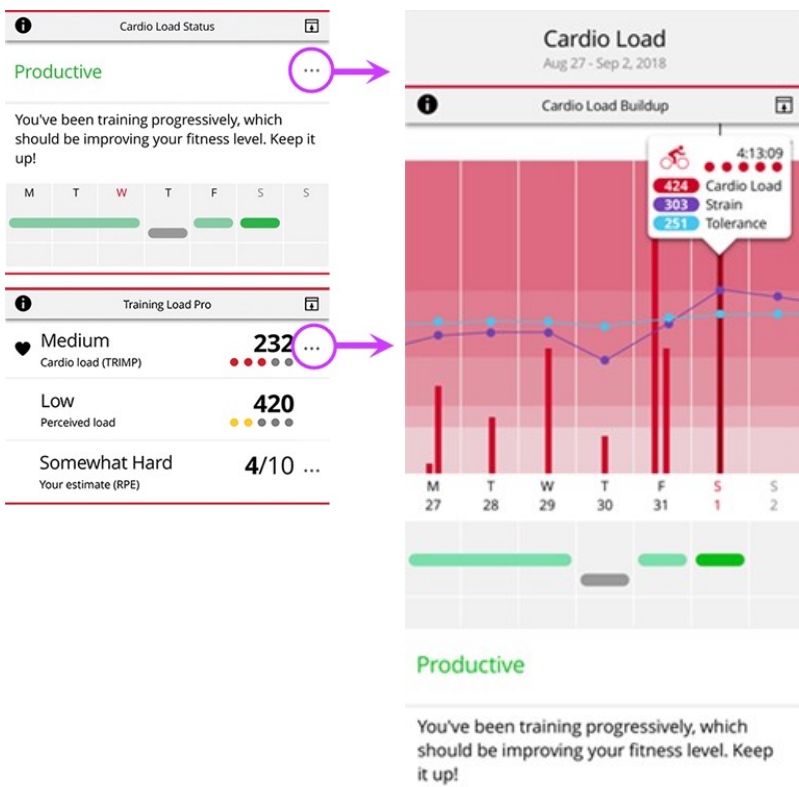 Cardio Load Status
Productive
You've been training progressively, which
should be improving your fitness level. Keep it
up!
M T W T F S S
Training Load Pro
Medium 232
Cardio load (TRIMP)
Low 420
Perceived load
Somewhat Hard 4/10
Your estimate (RPE)
Cardio Load
Aug 27 - Sep 2, 2018
Cardio Load Buildup
4:13:09
424 Cardio Load
303 Strain
251 Tolerance
M T W T F S S
27 28 29 30 31 1 2
Productive
You've been training progressively, which
should be improving your fitness level. Keep
it up!